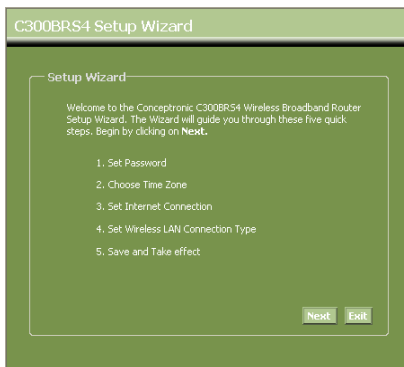 C300BRS4 Setup Wizard
Setup Wizard
Welcome to the Conceptronic C300BRS4 Wireless Broadband Router
Setup Wizard. The Wizard will guide you through these five quick
steps. Begin by clicking on Next.
1. Set Password
2. Choose Time Zone
3. Set Internet Connection
4. Set Wireless LAN Connection Type
5. Save and Take effect
Next Exit